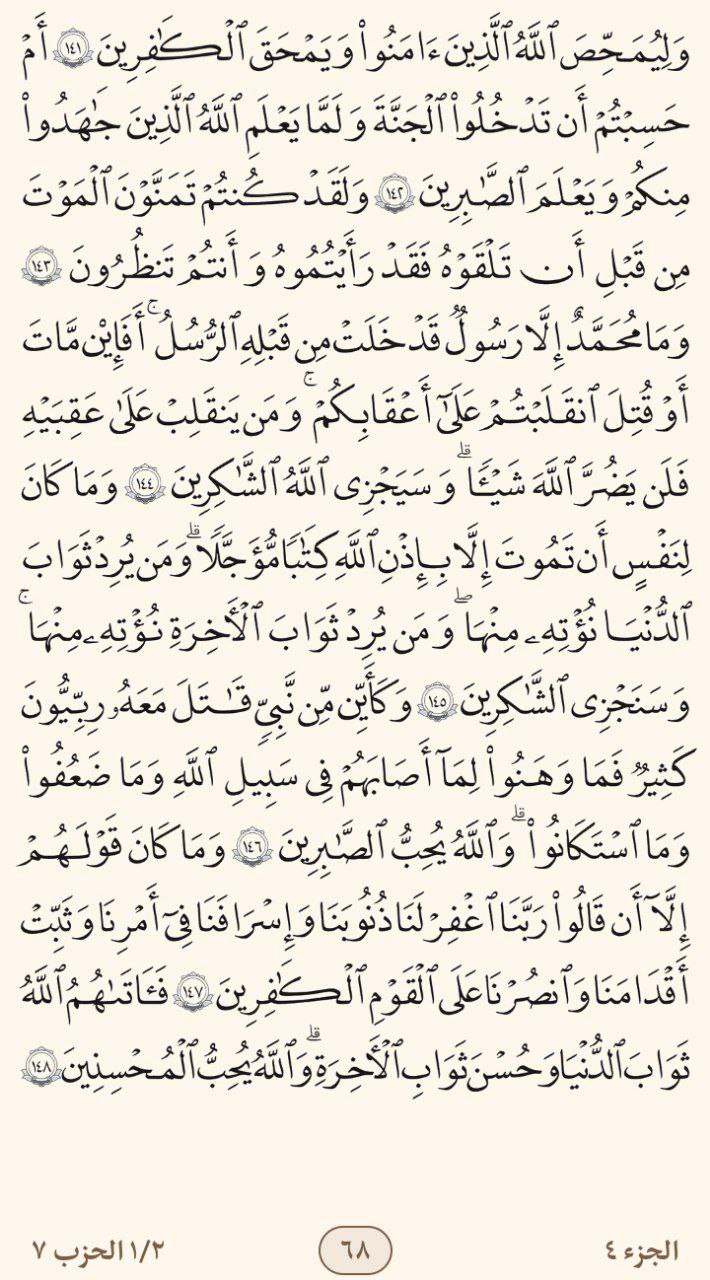 وَلِيُمَحِّصَ ٱللَّهُ ٱلَّذِينَ ءَامَنُوا۟ وَيَمْحَقَ ٱلْكَـٰفِرِينَ ١٤١ أَمْ
حَسِبْتُمْ أَن تَدْخُلُوا۟ ٱلْجَنَّةَ وَلَمَّا يَعْلَمِ ٱللَّهُ ٱلَّذِينَ جَـٰهَدُوا۟
مِنكُمْ وَيَعْلَمَ ٱلصَّـٰبِرِينَ ١٤٢ وَلَقَدْ كُنتُمْ تَمَنَّوْنَ ٱلْمَوْتَ
مِن قَبْلِ أَن تَلْقَوْهُ فَقَدْ رَأَيْتُمُوهُ وَأَنتُمْ تَنظُرُونَ ١٤٣
وَمَا مُحَمَّدٌ إِلَّا رَسُولٌ قَدْ خَلَتْ مِن قَبْلِهِ ٱلرُّسُلُ ۚ أَفَإِي۟ن مَّاتَ
أَوْ قُتِلَ ٱنقَلَبْتُمْ عَلَىٰٓ أَعْقَـٰبِكُمْ ۚ وَمَن يَنقَلِبْ عَلَىٰ عَقِبَيْهِ
فَلَن يَضُرَّ ٱللَّهَ شَيْـًٔا ۗ وَسَيَجْزِى ٱللَّهُ ٱلشَّـٰكِرِينَ ١٤٤ وَمَا كَانَ
لِنَفْسٍ أَن تَمُوتَ إِلَّا بِإِذْنِ ٱللَّهِ كِتَـٰبًا مُّؤَجَّلًا ۗ وَمَن يُرِدْ ثَوَابَ
ٱلدُّنْيَا نُؤْتِهِۦ مِنْهَا ۖ وَمَن يُرِدْ ثَوَابَ ٱلْـَٔاخِرَةِ نُؤْتِهِۦ مِنْهَا ۚ
وَسَنَجْزِى ٱلشَّـٰكِرِينَ ١٤٥ وَكَأَيِّن مِّن نَّبِىٍّ قَـٰتَلَ مَعَهُۥ رِبِّيُّونَ
كَثِيرٌ فَمَا وَهَنُوا۟ لِمَآ أَصَابَهُمْ فِى سَبِيلِ ٱللَّهِ وَمَا ضَعُفُوا۟
وَمَا ٱسْتَكَانُوا۟ ۗ وَٱللَّهُ يُحِبُّ ٱلصَّـٰبِرِينَ ١٤٦ وَمَا كَانَ قَوْلَهُمْ
إِلَّآ أَن قَالُوا۟ رَبَّنَا ٱغْفِرْ لَنَا ذُنُوبَنَا وَإِسْرَافَنَا فِىٓ أَمْرِنَا وَثَبِّتْ
أَقْدَامَنَا وَٱنصُرْنَا عَلَى ٱلْقَوْمِ ٱلْكَـٰفِرِينَ ١٤٧ فَـَٔاتَىٰهُمُ ٱللَّهُ
ثَوَابَ ٱلدُّنْيَا وَحُسْنَ ثَوَابِ ٱلْـَٔاخِرَةِ ۗ وَٱللَّهُ يُحِبُّ ٱلْمُحْسِنِينَ ١٤٨
الجزء ٤ ٦٨ ١/٢ الحزب ٧